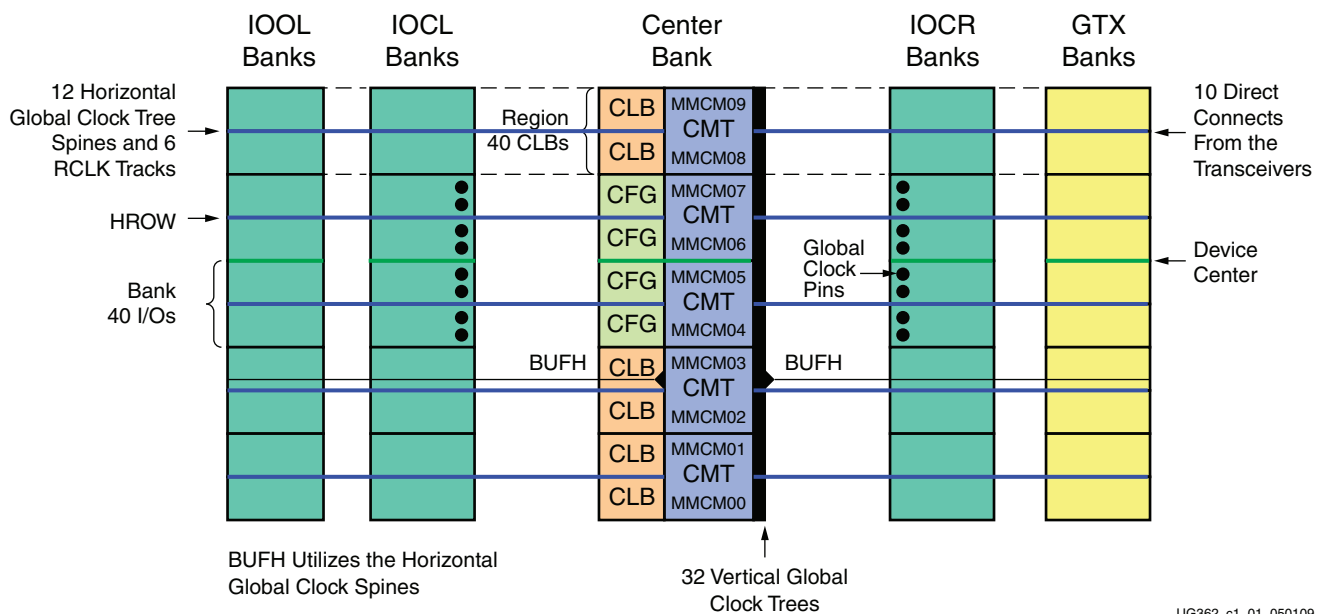 IOOL
Banks
IOCL
Banks
Center
Bank
IOCR
Banks
GTX
Banks
12 Horizontal
Global Clock Tree
Spines and 6
RCLK Tracks
HROW
Bank
40 I/Os
Region
40 CLBs
CLB
CLB
CFG
CFG
CFG
CFG
CLB
CLB
CLB
CLB
MMCM09
CMT
MMCM08
MMCM07
CMT
MMCM06
MMCM05
CMT
MMCM04
MMCM03
CMT
MMCM02
MMCM01
CMT
MMCM00
BUFH
BUFH
Global
Clock
Pins
10 Direct
Connects
From the
Transceivers
Device
Center
BUFH Utilizes the Horizontal
Global Clock Spines
32 Vertical Global
Clock Trees
UG362_c1_01_050109